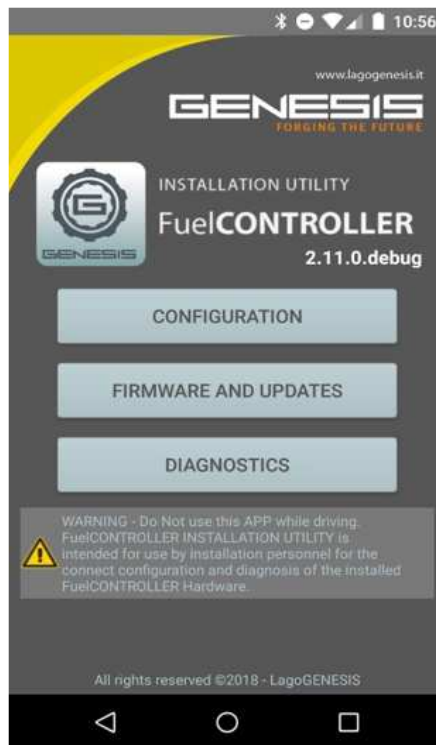 10:56
www.lagogenesis.it
GENESIS
FORGING THE FUTURE
G
GENESIS
INSTALLATION UTILITY
FuelCONTROLLER
2.11.0.debug
CONFIGURATION
FIRMWARE AND UPDATES
DIAGNOSTICS
WARNING - Do Not use this APP while driving.
FuelCONTROLLER INSTALLATION UTILITY is
intended for use by installation personnel for the
connect configuration and diagnosis of the installed
FuelCONTROLLER Hardware.
All rights reserved ©2018 - LagoGENESIS